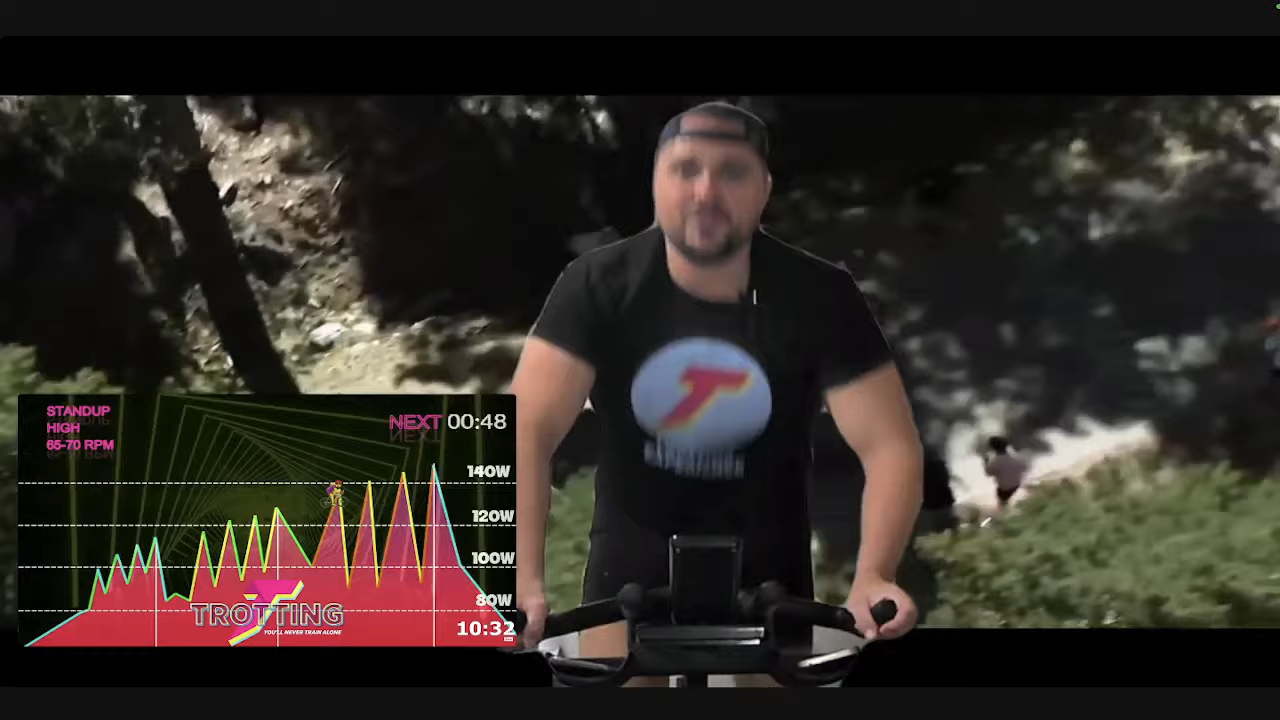 STANDUP
HIGH
65-70 RPM
NEXT 00:48
140W
120W
100W
80W
TROTTING
YOU'LL NEVER TRAIN ALONE
10:32